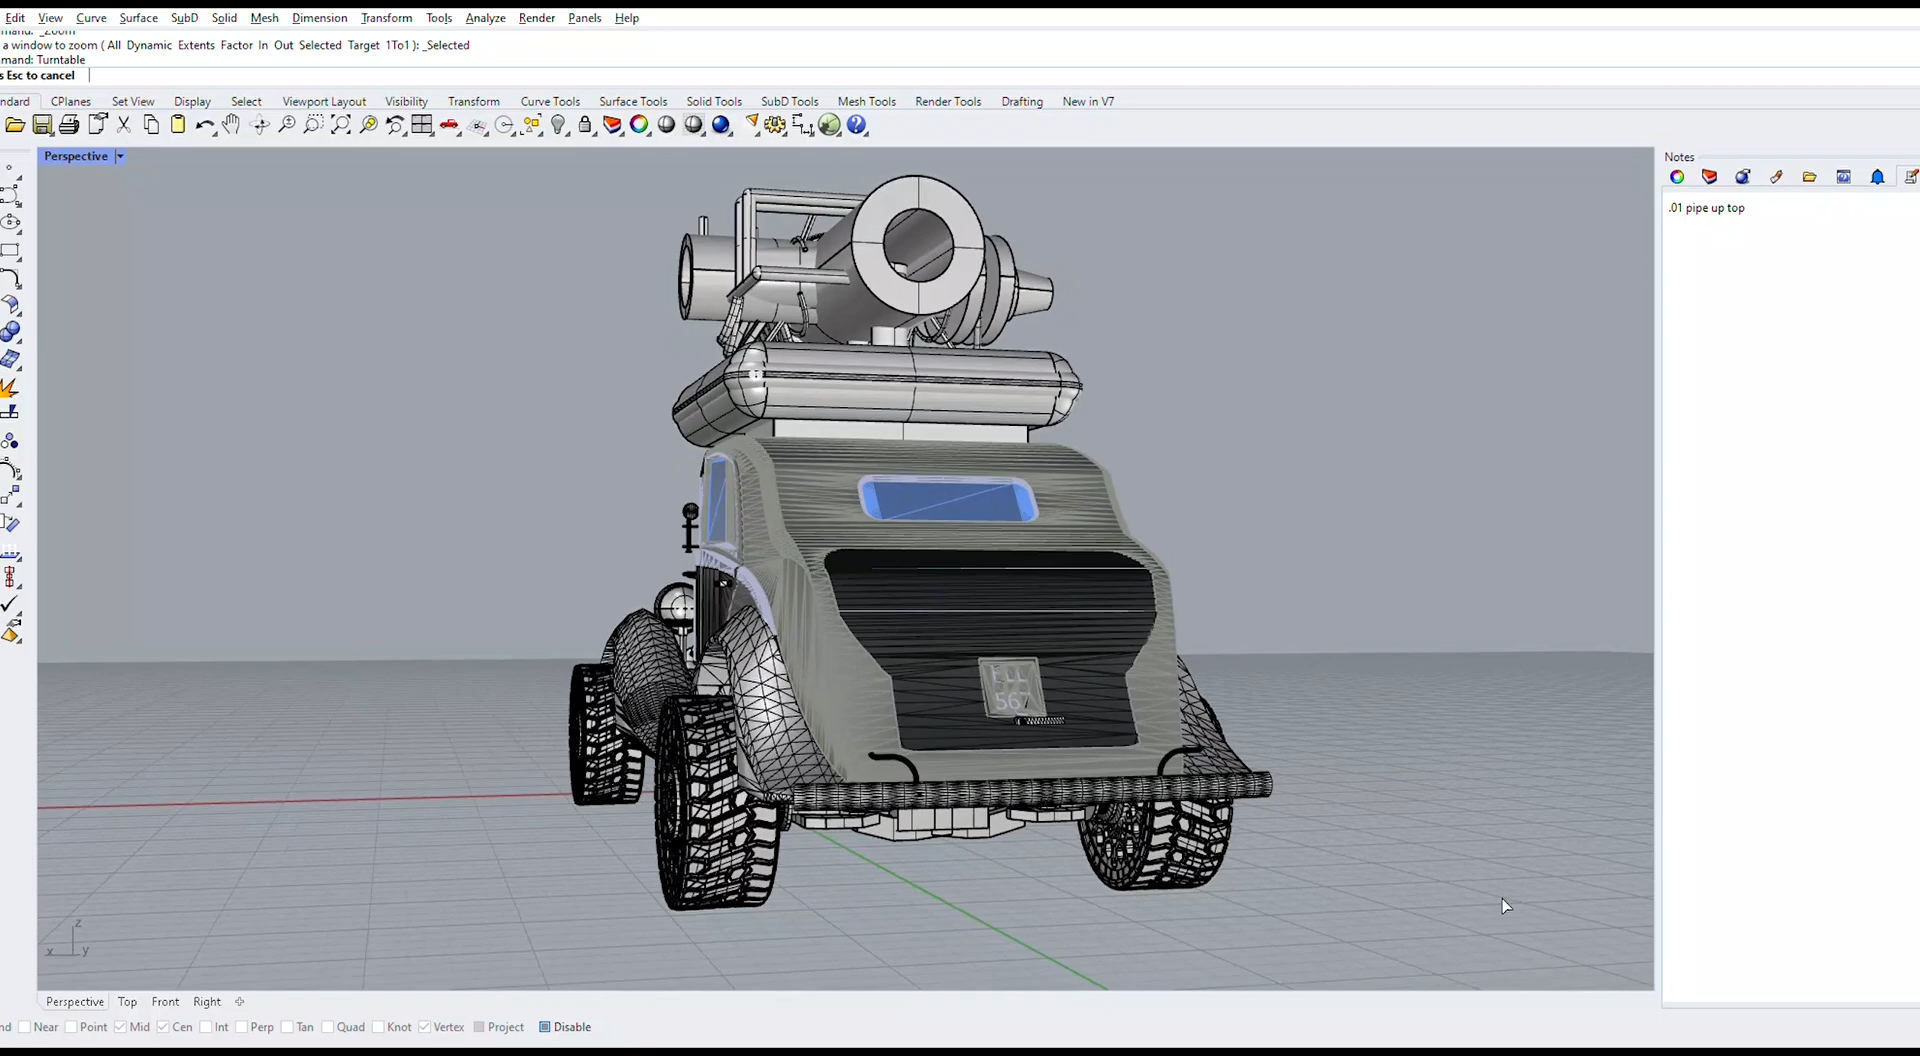 Edit View Curve Surface SubD Solid Mesh Dimension Transform Tools Analyze Render Panels Help
mand: _Zoom
a window to zoom ( All Dynamic Extents Factor In Out Selected Target 1To1 ): _Selected
mand: Turntable
s Esc to cancel
ndard CPlanes Set View Display Select Viewport Layout Visibility Transform Curve Tools Surface Tools Solid Tools SubD Tools Mesh Tools Render Tools Drafting New in V7
Perspective
Notes
.01 pipe up top
567
z
x y
Perspective Top Front Right
nd Near Point Mid Cen Int Perp Tan Quad Knot Vertex Project Disable